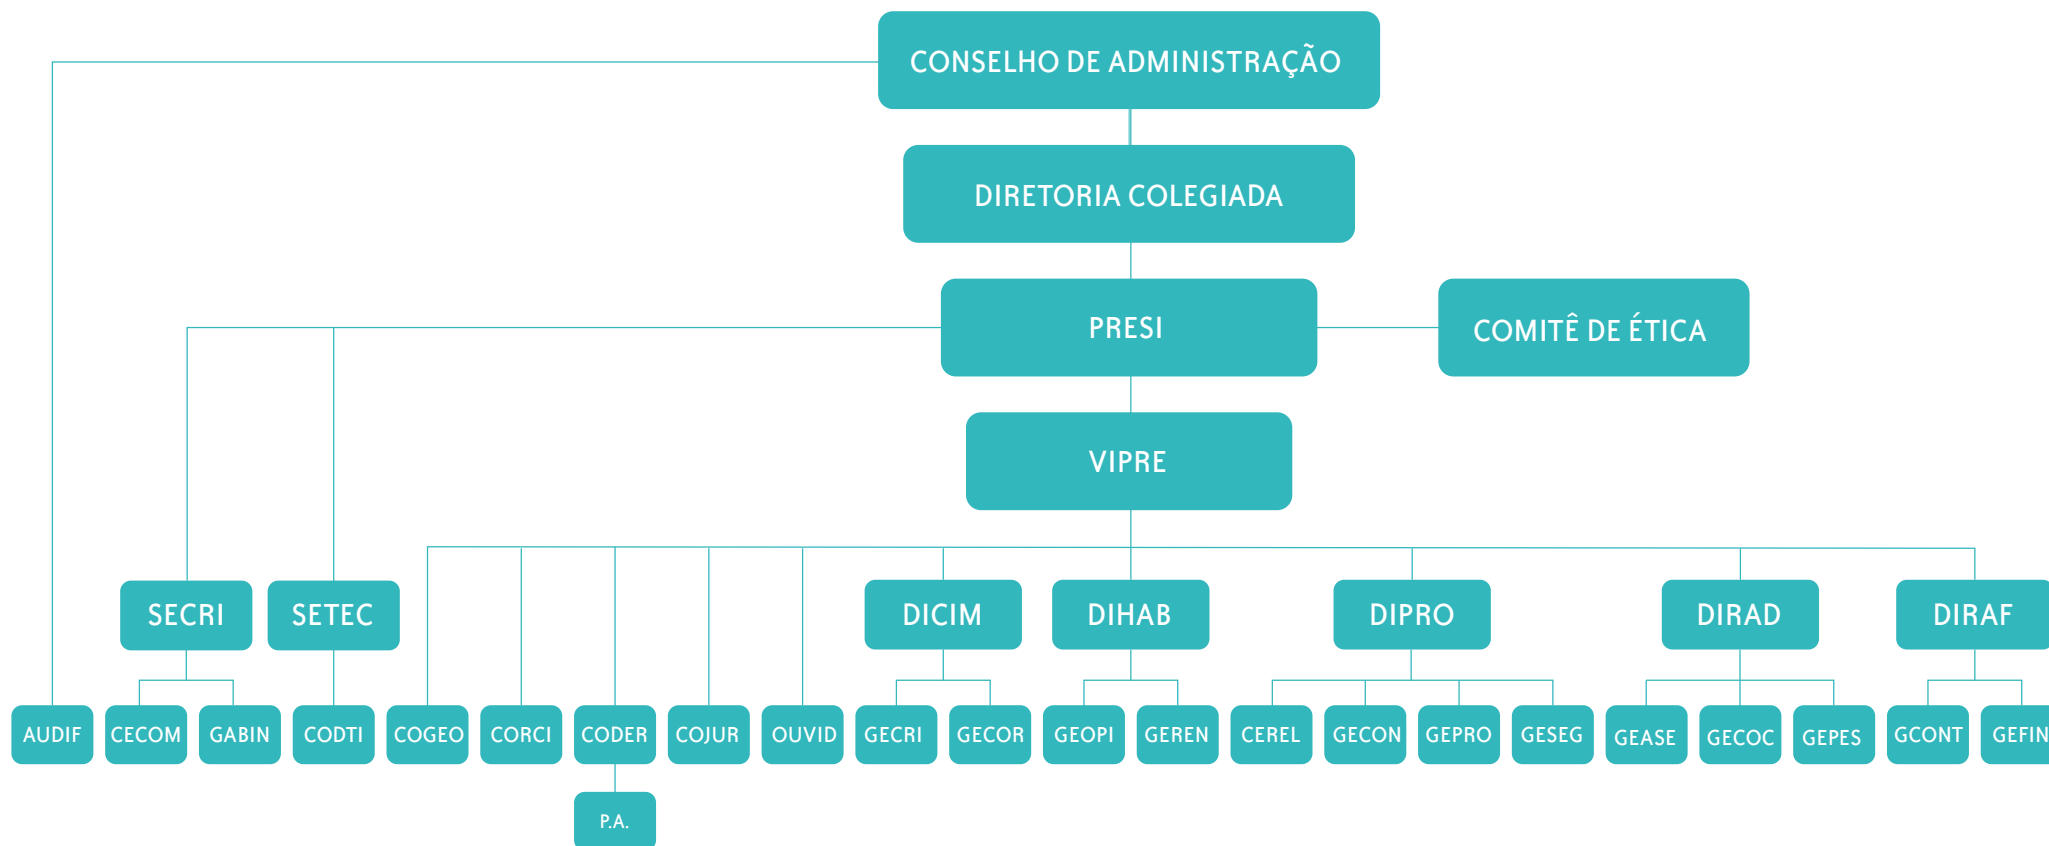 CONSELHO DE ADMINISTRAÇÃO
DIRETORIA COLEGIADA
PRESI
COMITÊ DE ÉTICA
VIPRE
SECRI
SETEC
DICIM
DIHAB
DIPRO
DIRAD
DIRAF
AUDIF
CECOM
GABIN
CODTI
COGEO
CORCI
CODER
COJUR
OUVID
GECRI
GECOR
GEOPI
GEREN
CEREL
GECON
GEPRO
GESEG
GEASE
GECOC
GEPES
GCONT
GEFIN
P.A.